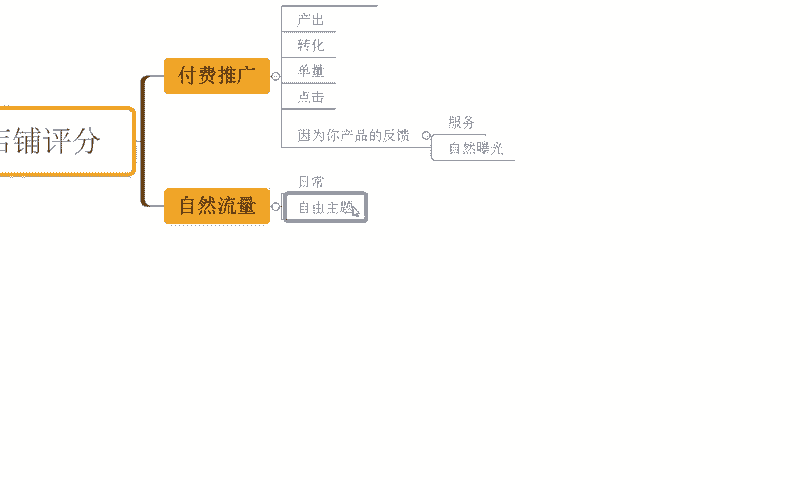 店铺评分
付费推广
产出
转化
单量
点击
因为你产品的反馈
服务
自然曝光
自然流量
日常
自由主题